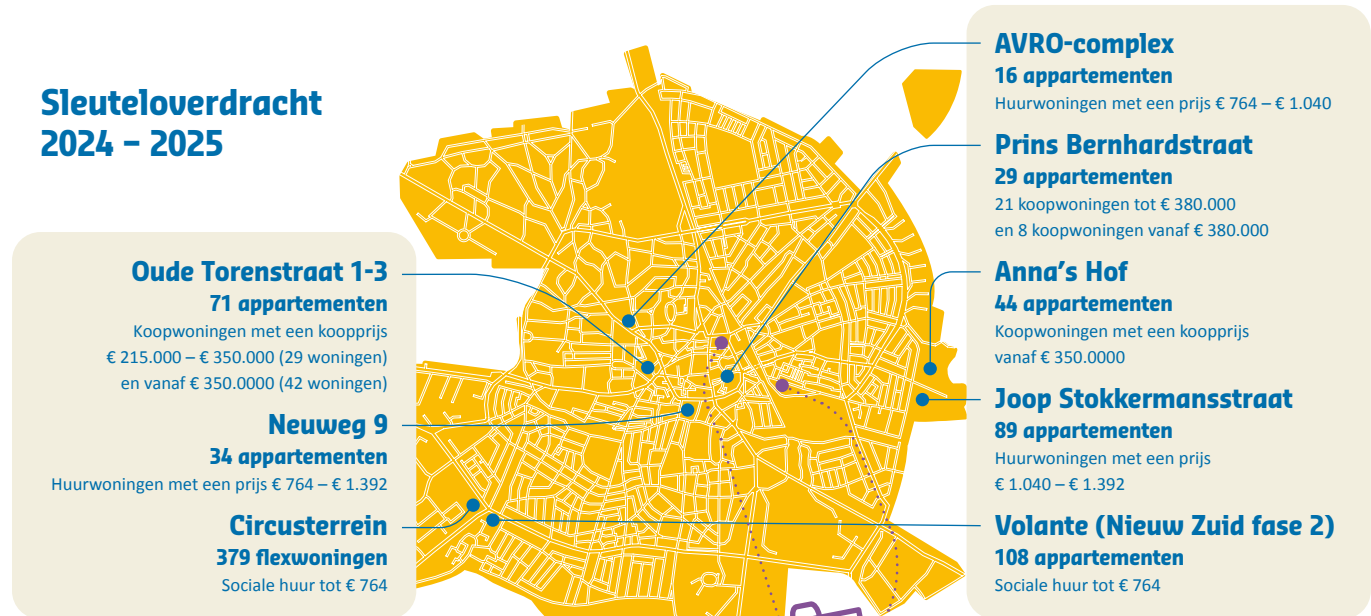 Sleuteloverdracht
2024 – 2025
Oude Torenstraat 1-3
71 appartementen
Koopwoningen met een koopprijs
€ 215.000 – € 350.000 (29 woningen)
en vanaf € 350.0000 (42 woningen)
Neuweg 9
34 appartementen
Huurwoningen met een prijs € 764 – € 1.392
Circusterrein
379 flexwoningen
Sociale huur tot € 764
AVRO-complex
16 appartementen
Huurwoningen met een prijs € 764 – € 1.040
Prins Bernhardstraat
29 appartementen
21 koopwoningen tot € 380.000
en 8 koopwoningen vanaf € 380.000
Anna’s Hof
44 appartementen
Koopwoningen met een koopprijs
vanaf € 350.0000
Joop Stokkermansstraat
89 appartementen
Huurwoningen met een prijs
€ 1.040 – € 1.392
Volante (Nieuw Zuid fase 2)
108 appartementen
Sociale huur tot € 764